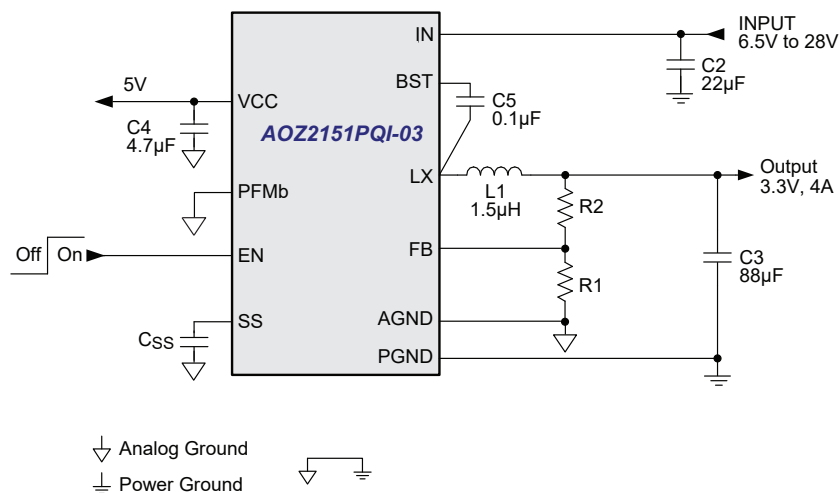 IN
INPUT
6.5V to 28V
C2
22µF
5V
VCC
BST
C5
0.1µF
C4
4.7µF
AOZ2151PQI-03
PFMb
LX
L1
1.5µH
Output
3.3V, 4A
R2
Off
On
EN
FB
C3
88µF
R1
SS
CSS
AGND
PGND
Analog Ground
Power Ground